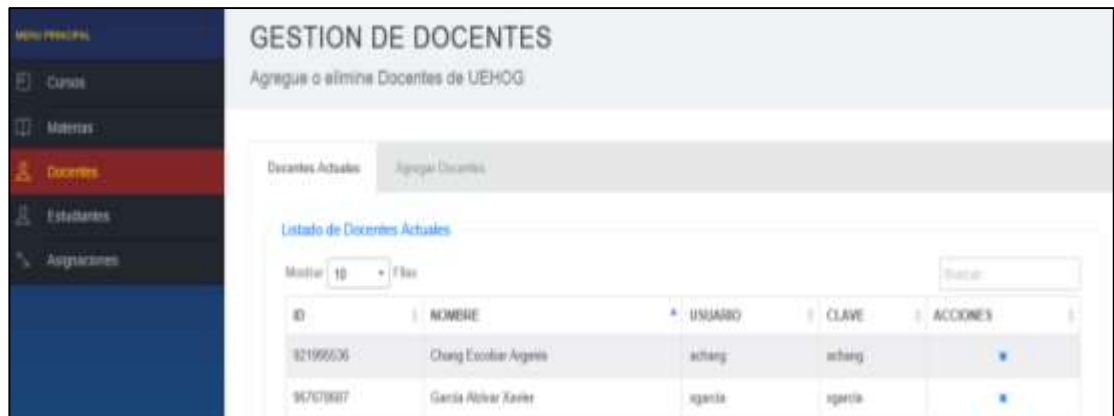 MENU PRINCIPAL
GESTION DE DOCENTES
Agregue o elimine Docentes de UEHOG
Cursos
Materias
Docentes
Estudiantes
Asignaciones
Docentes Actuales
Agregar Docentes
Listado de Docentes Actuales
Mostrar 10 Filas
Buscar
ID NOMBRE USUARIO CLAVE ACCIONES
Chang Escobar Argenis achang achang
Garcia Xavier xgarcia xgarcia